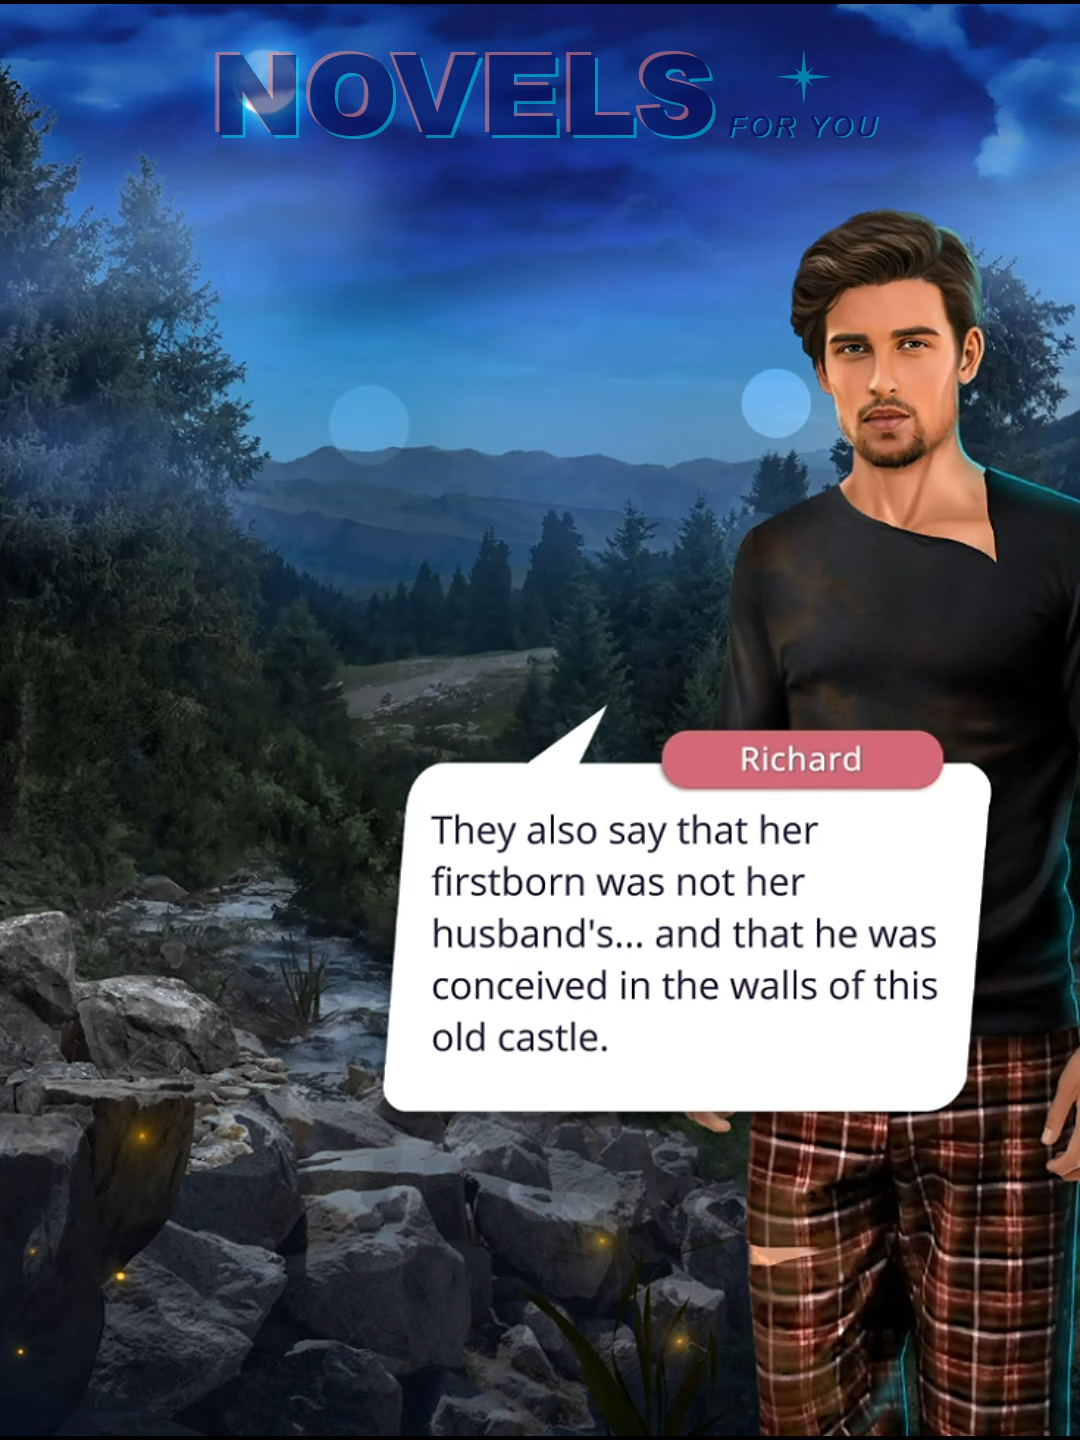 NOVELS
FOR YOU
Richard
They also say that her
firstborn was not her
husband's... and that he was
conceived in the walls of this
old castle.